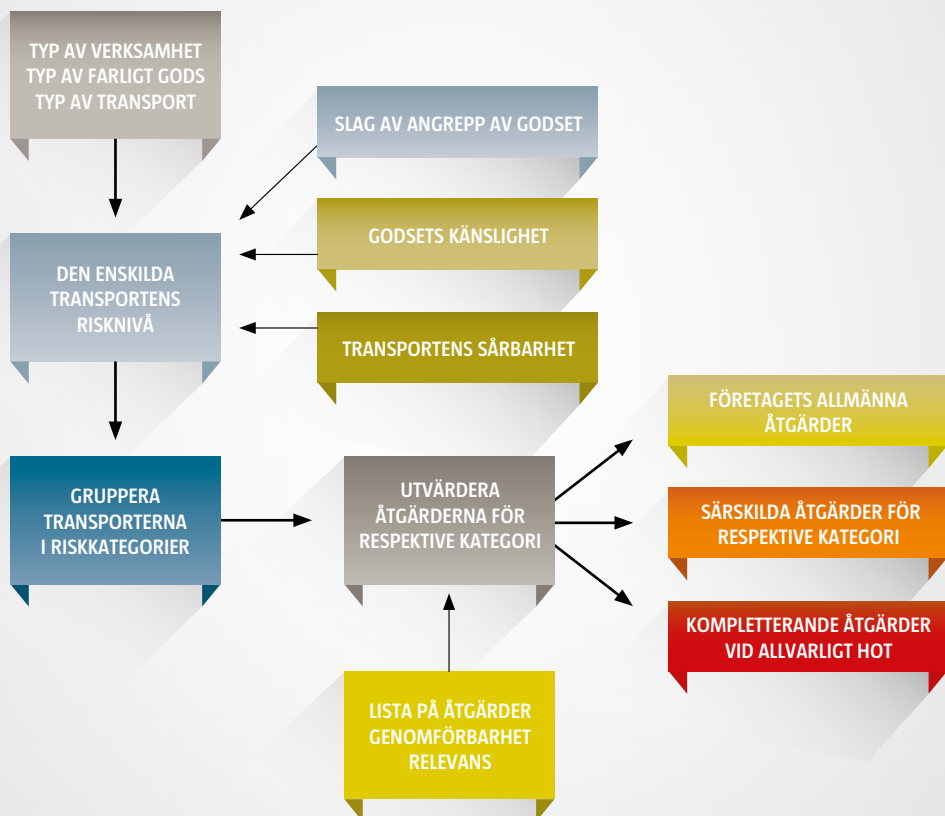 TYP AV VERKSAMHET
TYP AV FARLIGT GODS
TYP AV TRANSPORT
SLAG AV ANGREPP AV GODSET
GODSETS KÄNSLIGHET
DEN ENSKILDA
TRANSPORTENS
RISKNIVÅ
TRANSPORTENS SÅRBARHET
FÖRETAGETS ALLMÄNNA
ÅTGÄRDER
GRUPPERA
TRANSPORTERNA
I RISKKATEGORIER
UTVÄRDERA
ÅTGÄRDERNA FÖR
RESPEKTIVE KATEGORI
SÄRSKILDA ÅTGÄRDER FÖR
RESPEKTIVE KATEGORI
KOMPLETTERANDE ÅTGÄRDER
VID ALLVARLIGT HOT
LISTA PÅ ÅTGÄRDER
GENOMFÖRBARHET
RELEVANS